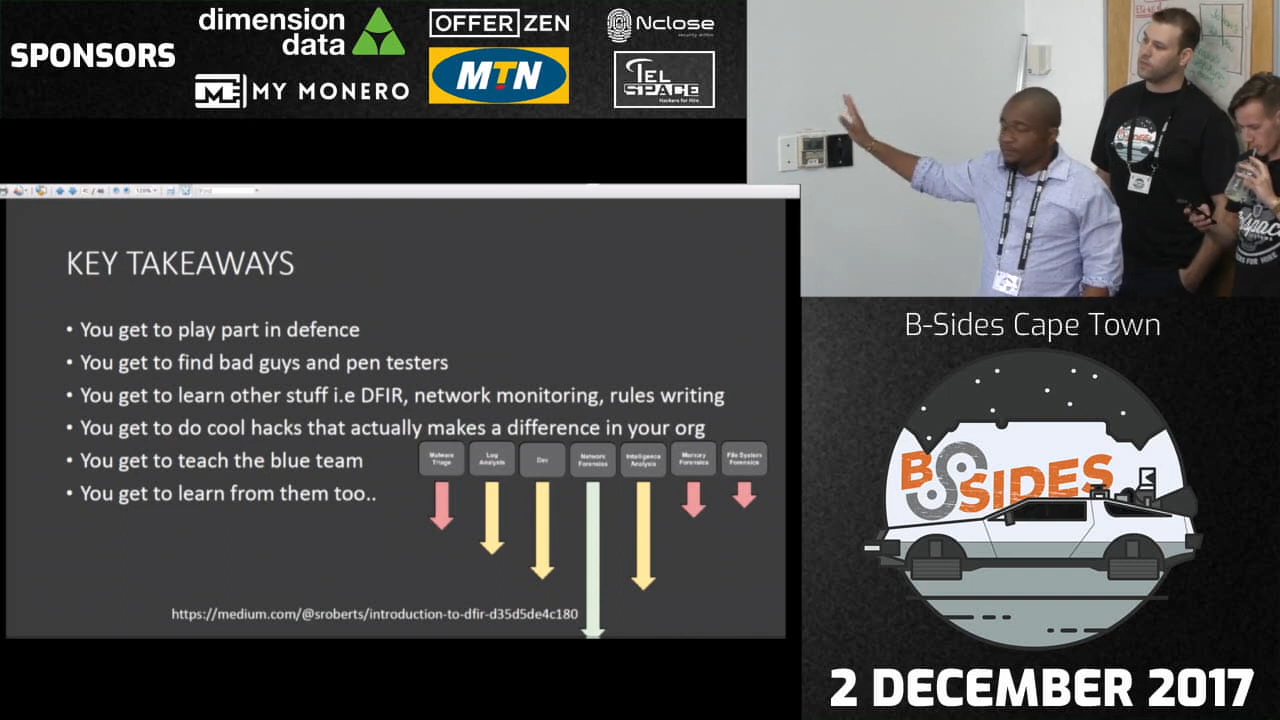 SPONSORS
dimension
data
OFFERZEN
Nclose
MY MONERO
MTN
TEL
SPACE
Hackers for Hire
B-SIDES
KEY TAKEAWAYS
• You get to play part in defence
• You get to find bad guys and pen testers
• You get to learn other stuff i.e DFIR, network monitoring, rules writing
• You get to do cool hacks that actually makes a difference in your org
• You get to teach the blue team
• You get to learn from them too..
Malware
Triage
Log
Analysis
Dev
Network
Forensics
Intelligence
Analysis
Memory
Forensics
File System
Forensics
https://medium.com/@sroberts/introduction-to-dfir-d35d5de4c180
B-Sides Cape Town
BSIDES
2 DECEMBER 2017